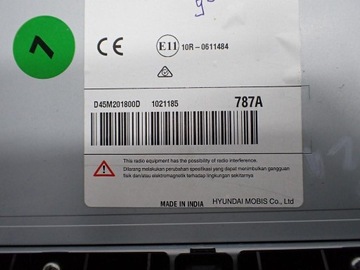 CE E11 10R-0611484
D45M201800D 1021185 787A
This radio equipment has the possibility of radio interference.
Dilarang melakukan perubahan spesifikasi yang dapat menimbulkan gangguan
fisik dan/atau elektromagnetik terhadap lingkungan sekitarnya
MADE IN INDIA HYUNDAI MOBIS Co., Ltd